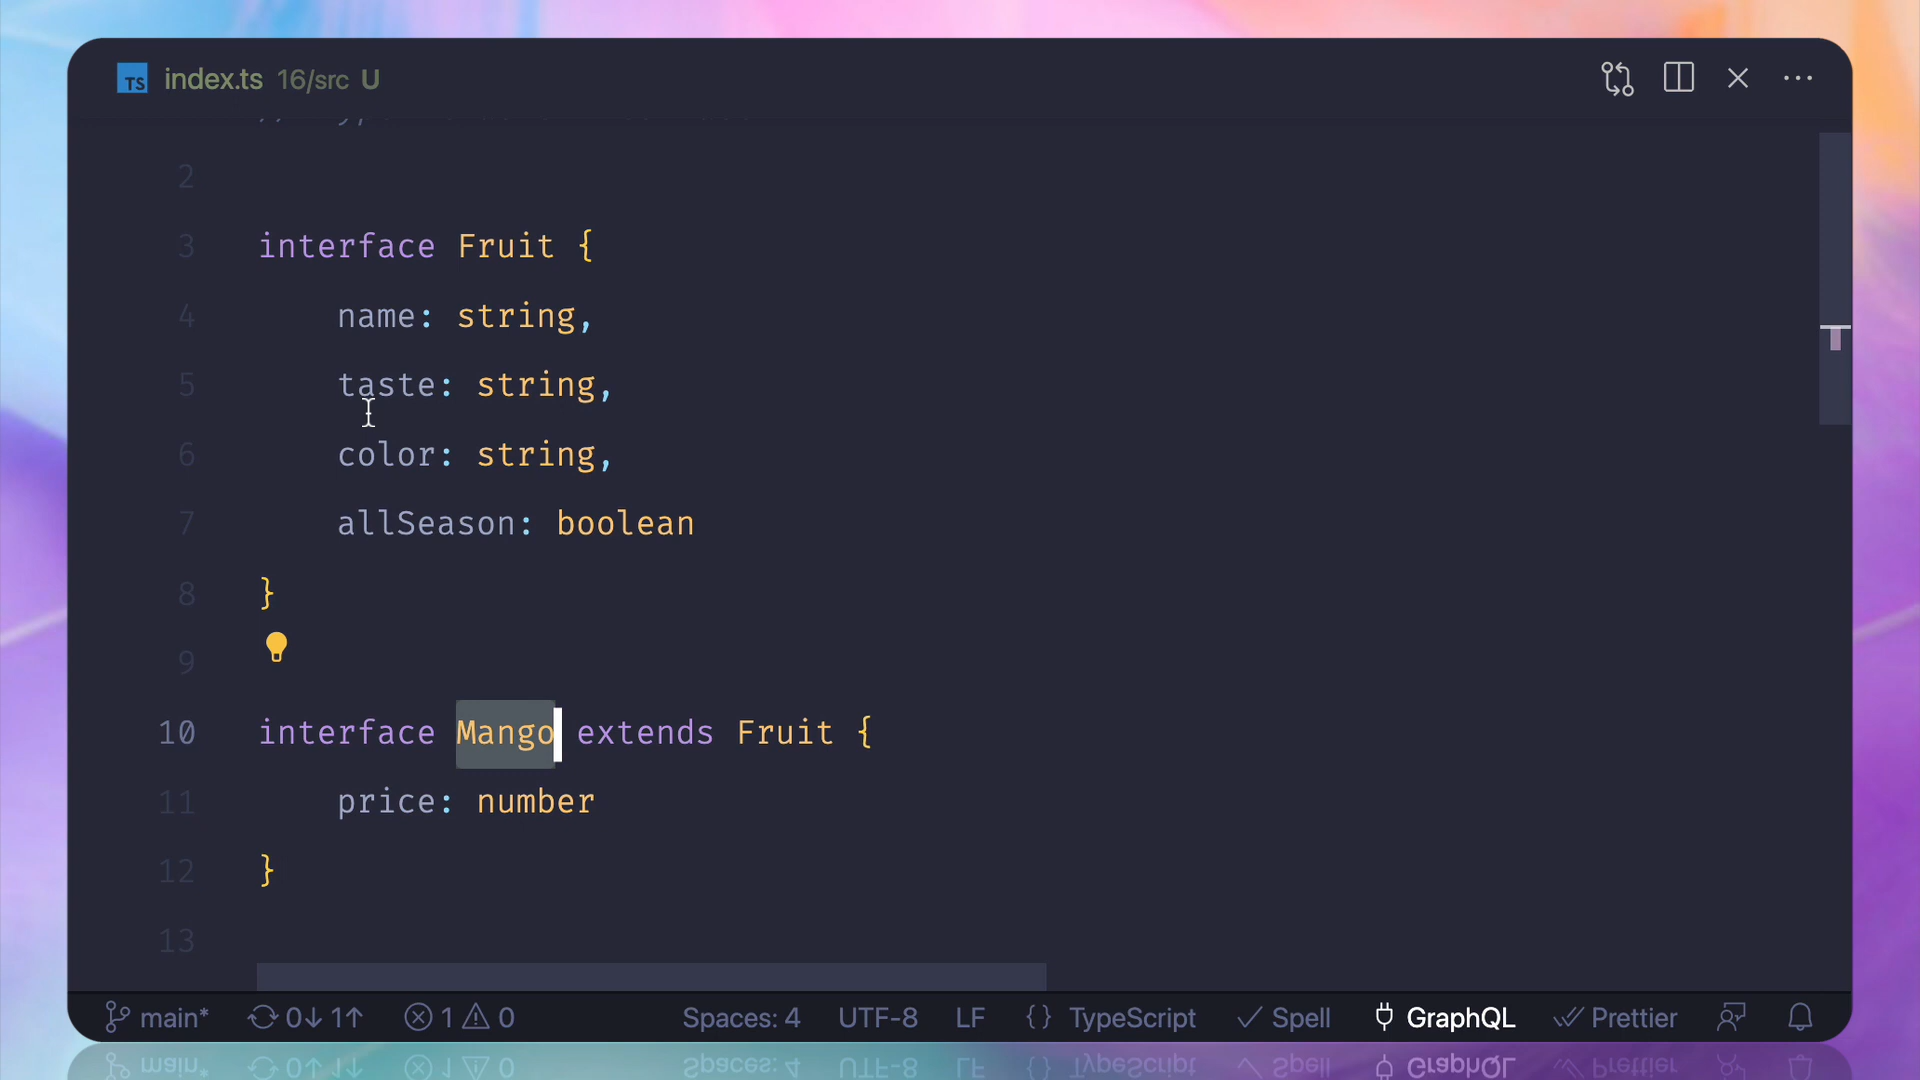 TS index.ts 16/src U
2
3 interface Fruit {
4 name: string,
5 taste: string,
6 color: string,
7 allSeason: boolean
8 }
9
10 interface Mango extends Fruit {
11 price: number
12 }
13
main* 0↓ 1↑ 1 0 Spaces: 4 UTF-8 LF {} TypeScript Spell GraphQL Prettier